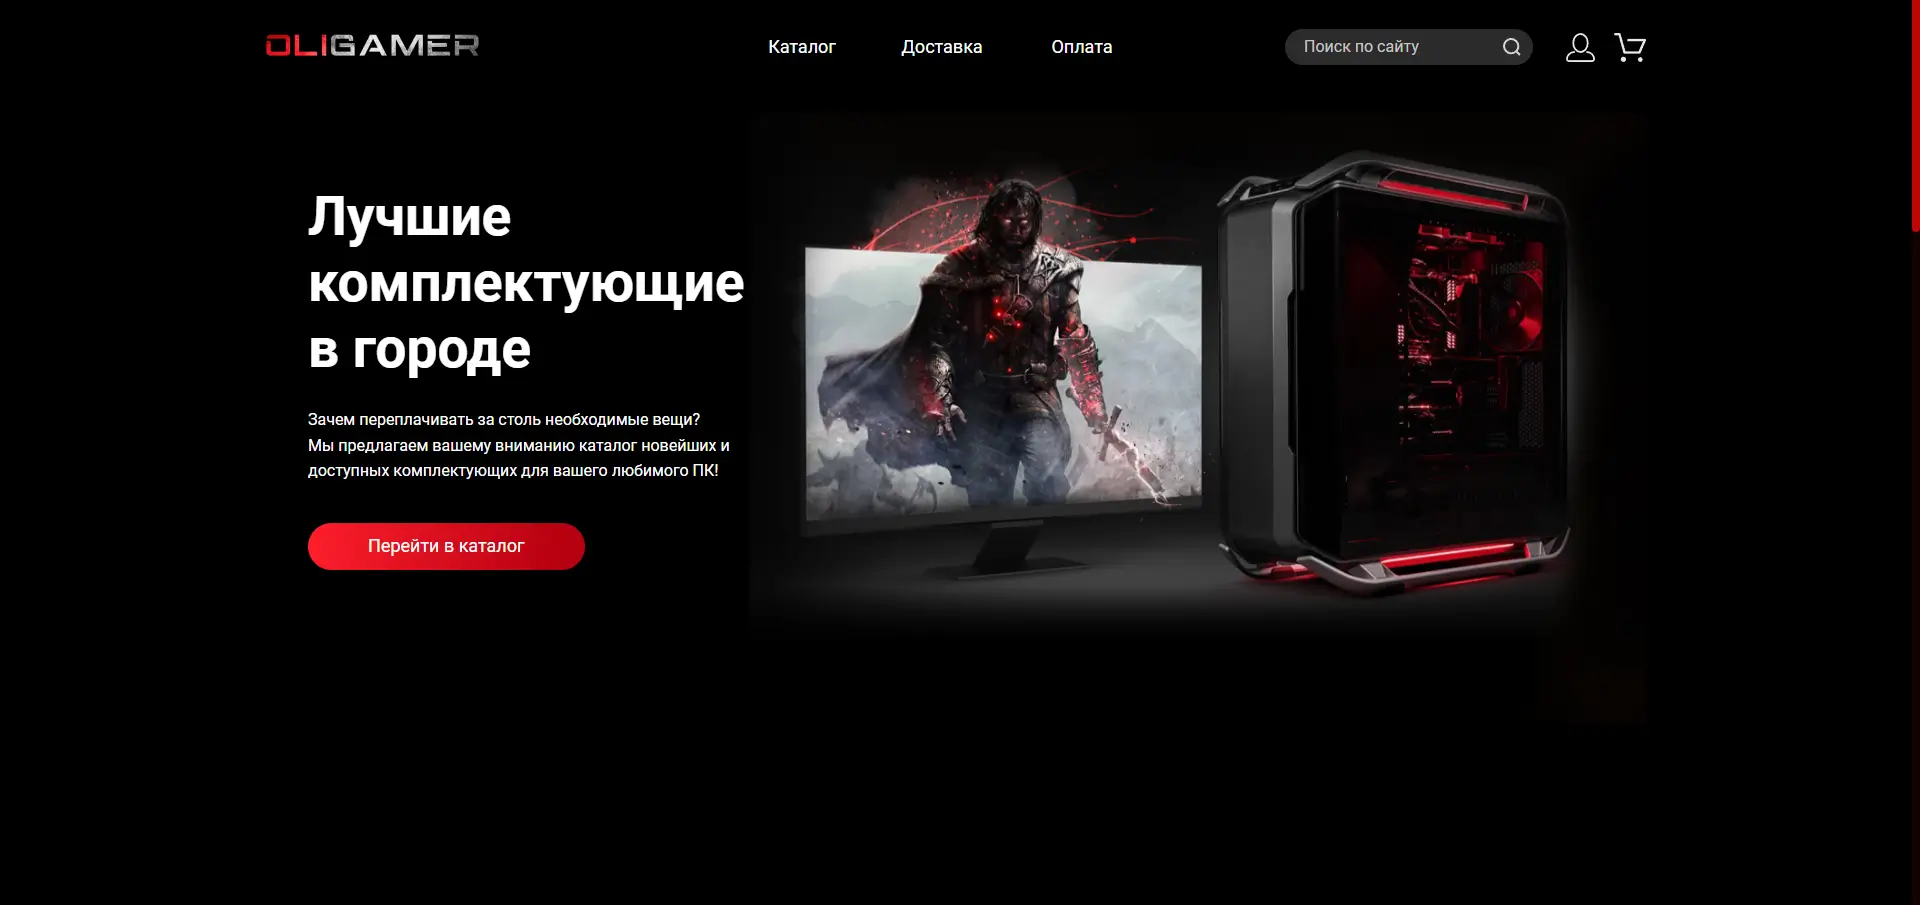 OLIGAMER
Каталог
Доставка
Оплата
Поиск по сайту
Лучшие
комплектующие
в городе
Зачем переплачивать за столь необходимые вещи?
Мы предлагаем вашему вниманию каталог новейших и
доступных комплектующих для вашего любимого ПК!
Перейти в каталог